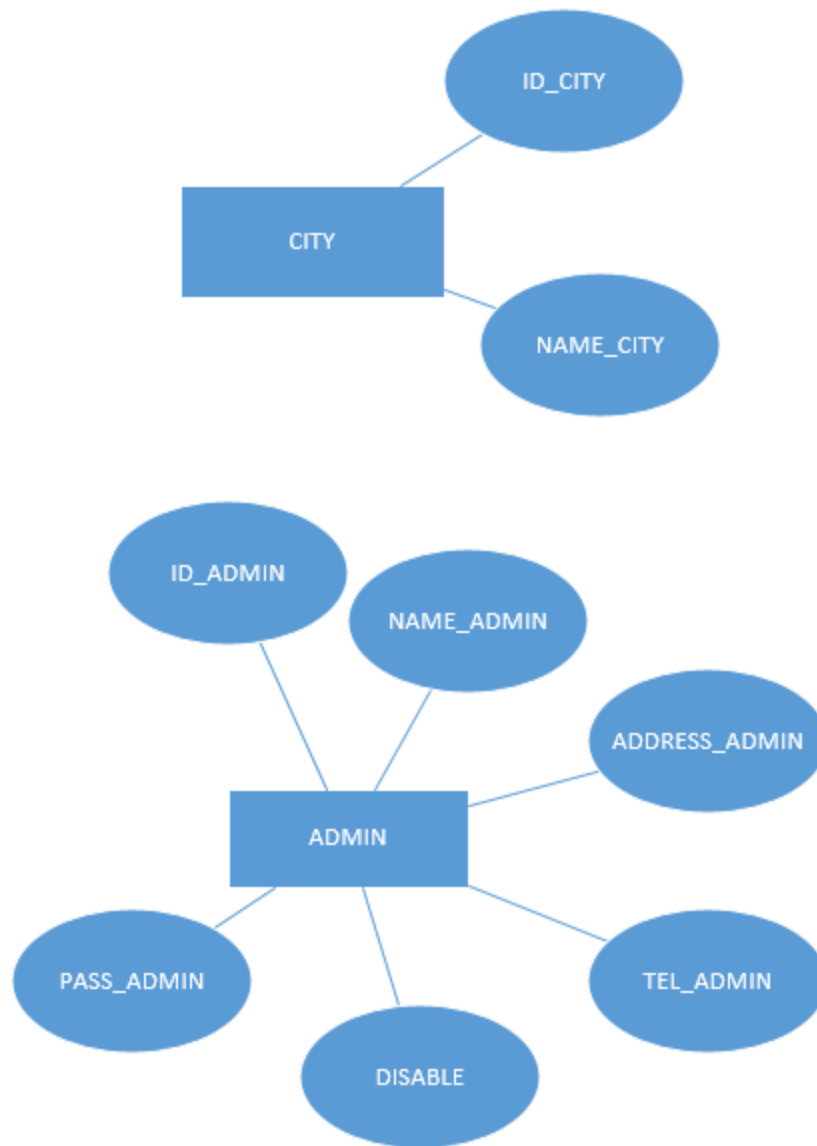 ID_CITY
CITY
NAME_CITY
ID_ADMIN
NAME_ADMIN
ADDRESS_ADMIN
ADMIN
PASS_ADMIN
TEL_ADMIN
DISABLE